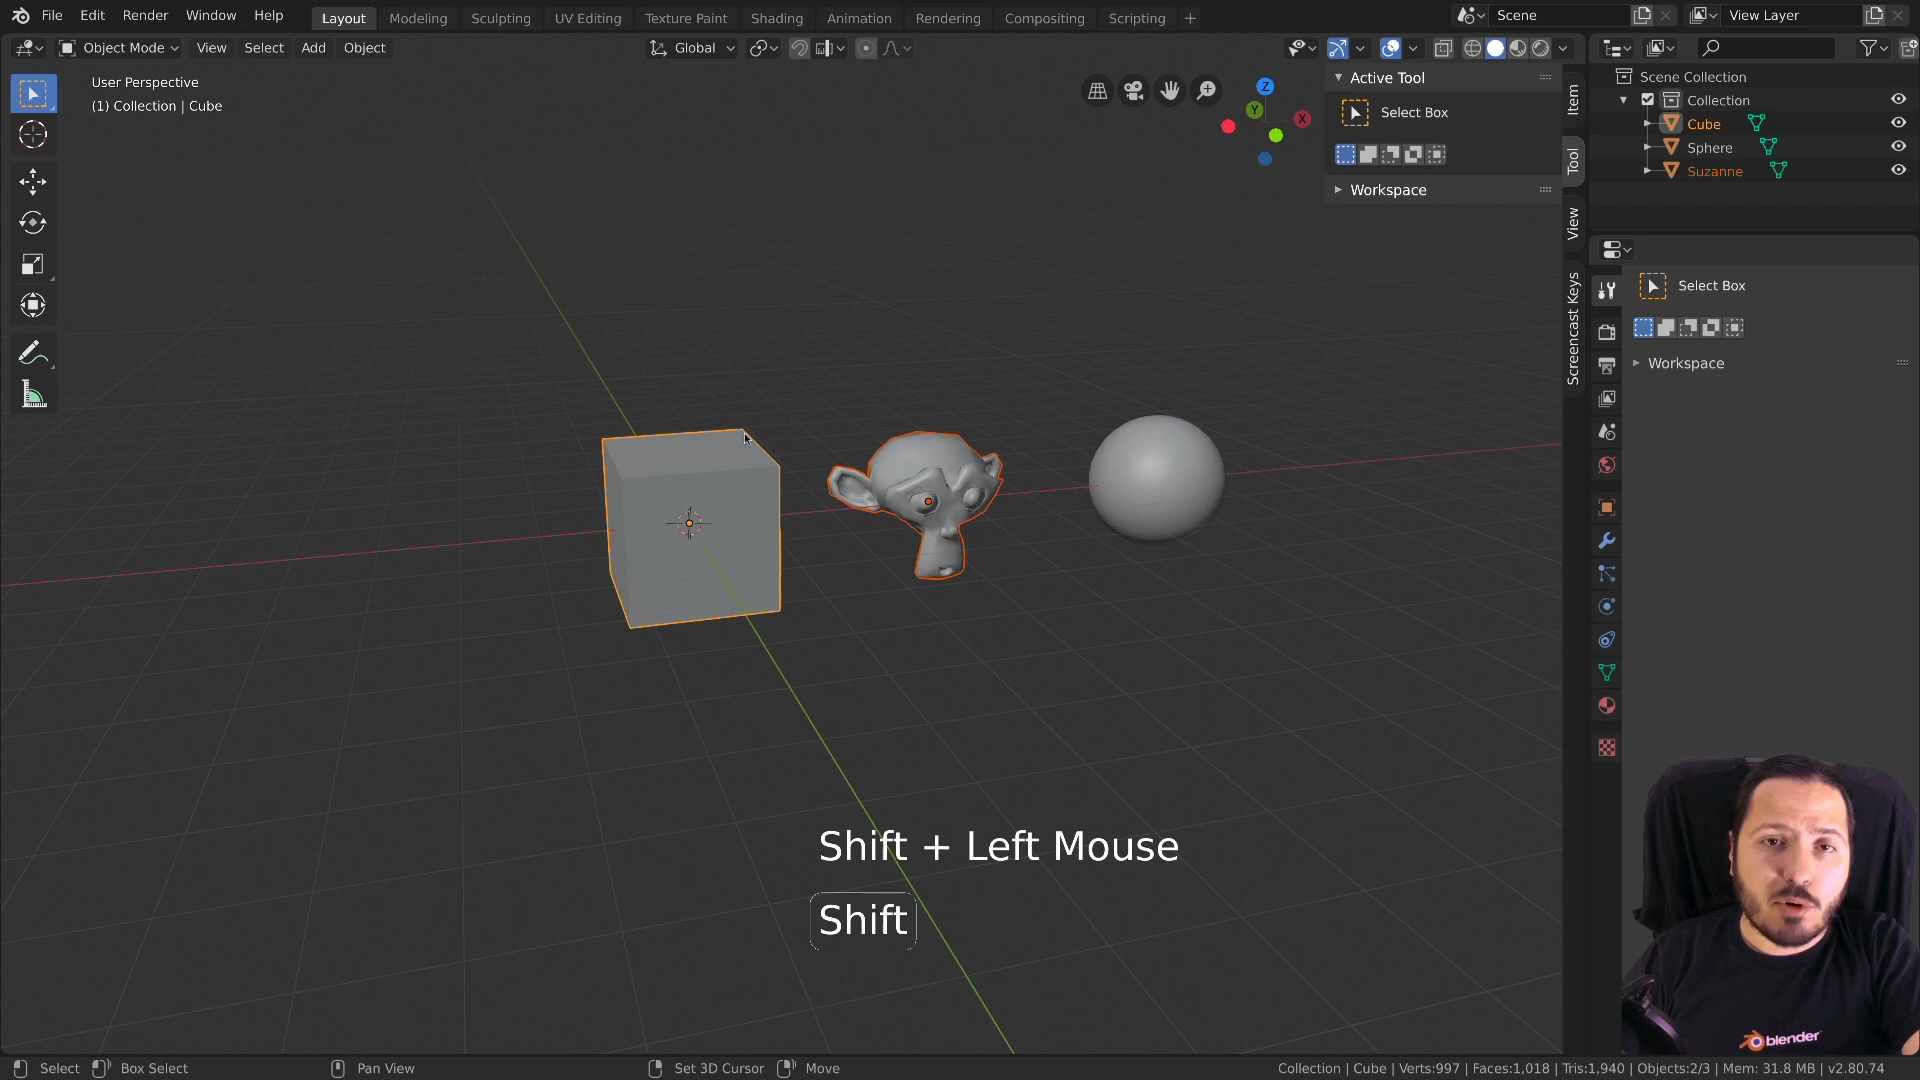 File Edit Render Window Help
Layout Modeling Sculpting UV Editing Texture Paint Shading Animation Rendering Compositing Scripting +
Scene
View Layer
Object Mode View Select Add Object
Global
User Perspective
(1) Collection | Cube
Z
Y
X
Active Tool
Select Box
Workspace
Item
Tool
View
Screencast Keys
Scene Collection
Collection
Cube
Sphere
Suzanne
Select Box
Workspace
Shift + Left Mouse
Shift
blender
Select Box Select Pan View Set 3D Cursor Move
Collection | Cube | Verts:997 | Faces:1,018 | Tris:1,940 | Objects:2/3 | Mem: 31.8 MB | v2.80.74